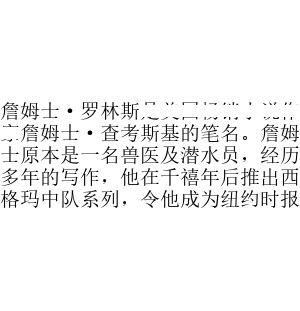 詹姆士·罗林斯
詹姆士·查考斯基的笔名。詹姆
士原本是一名兽医及潜水员，经历
多年的写作，他在千禧年后推出西
格玛中队系列，令他成为纽约时报